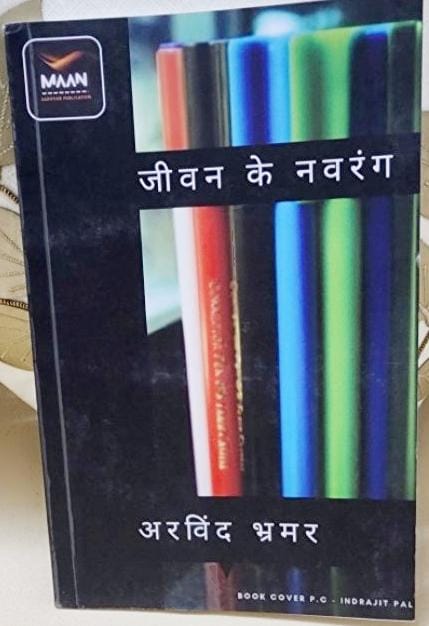 MAAN
जीवन के नवरंग
अरविंद भ्रमर
BOOK COVER P.C - INDRAJIT PAL